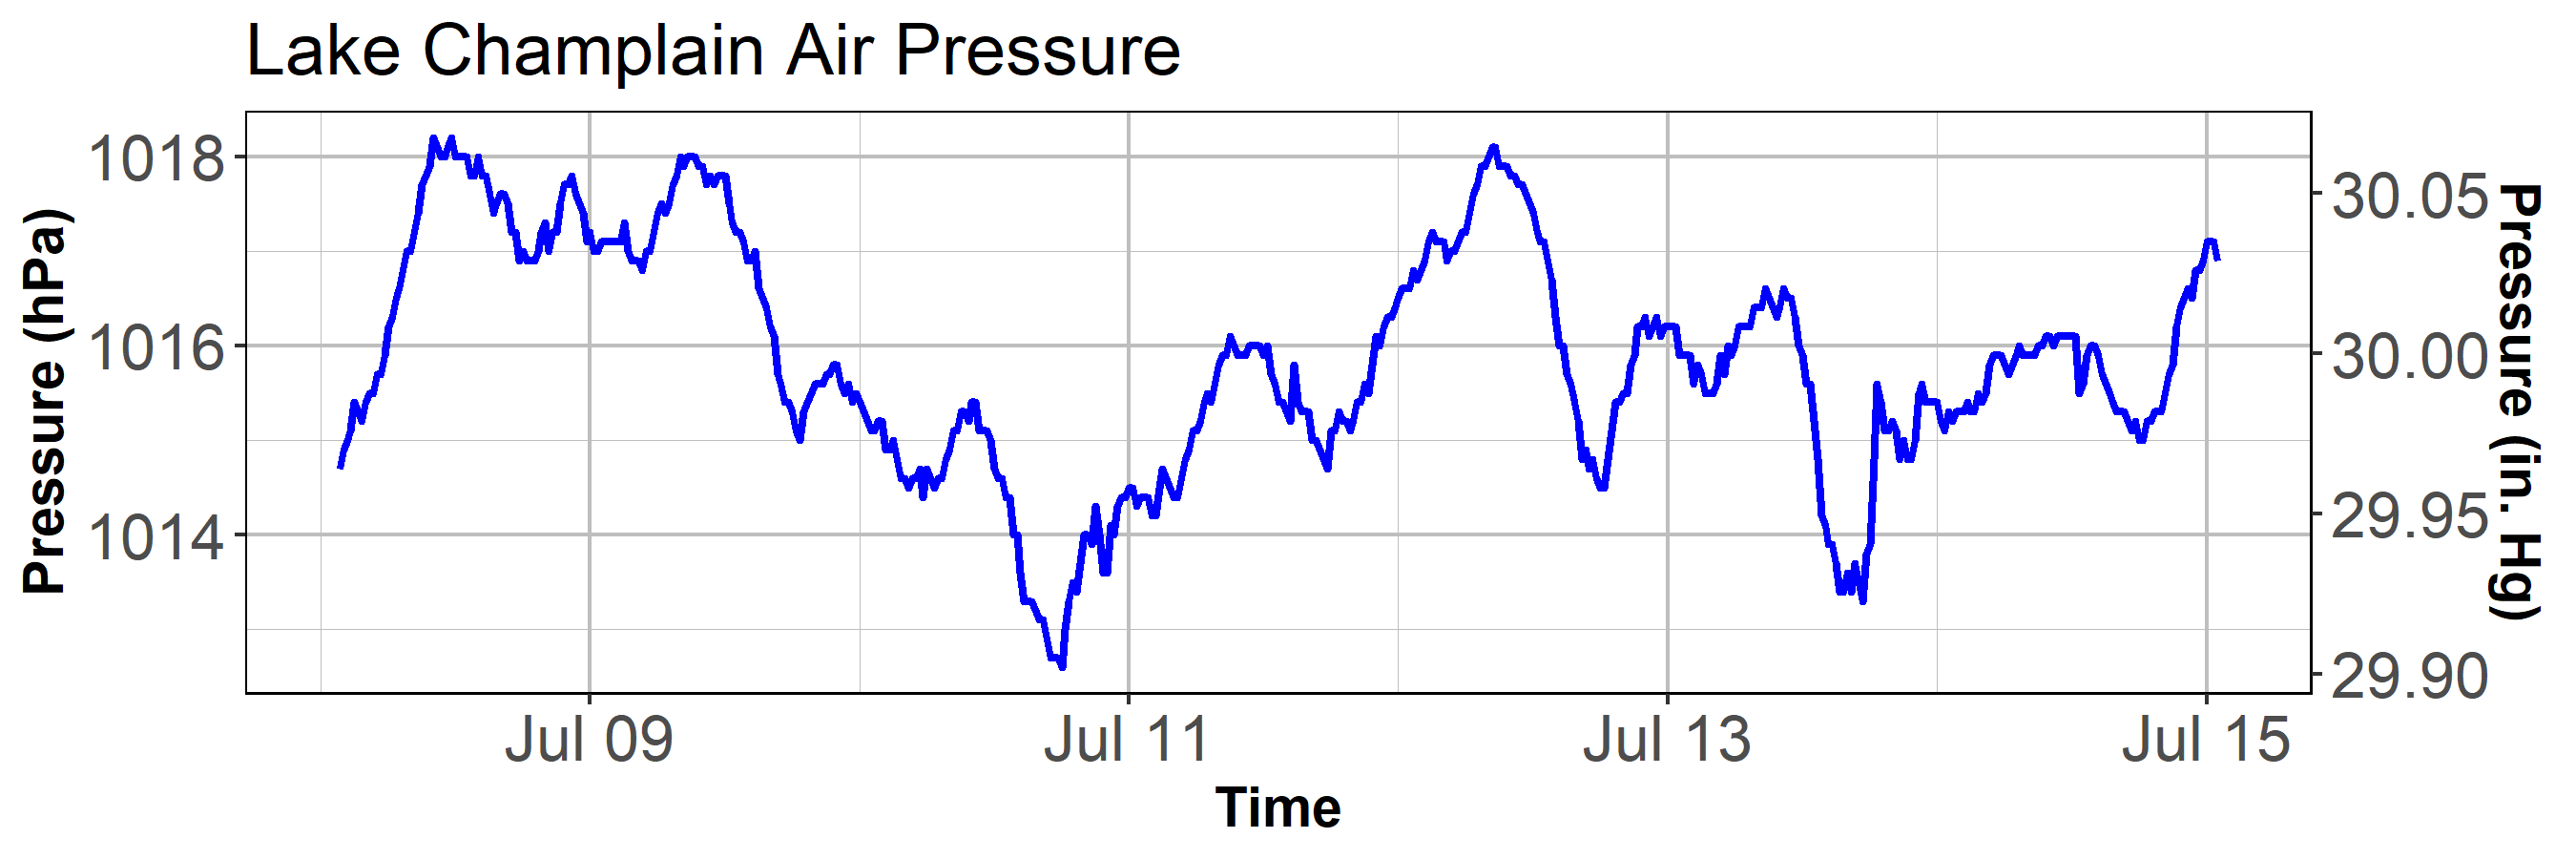 Lake Champlain Air Pressure
Pressure (hPa)
1018
1016
1014
30.05
30.00
29.95
29.90
Pressure (in. Hg)
Jul 09
Jul 11
Jul 13
Jul 15
Time